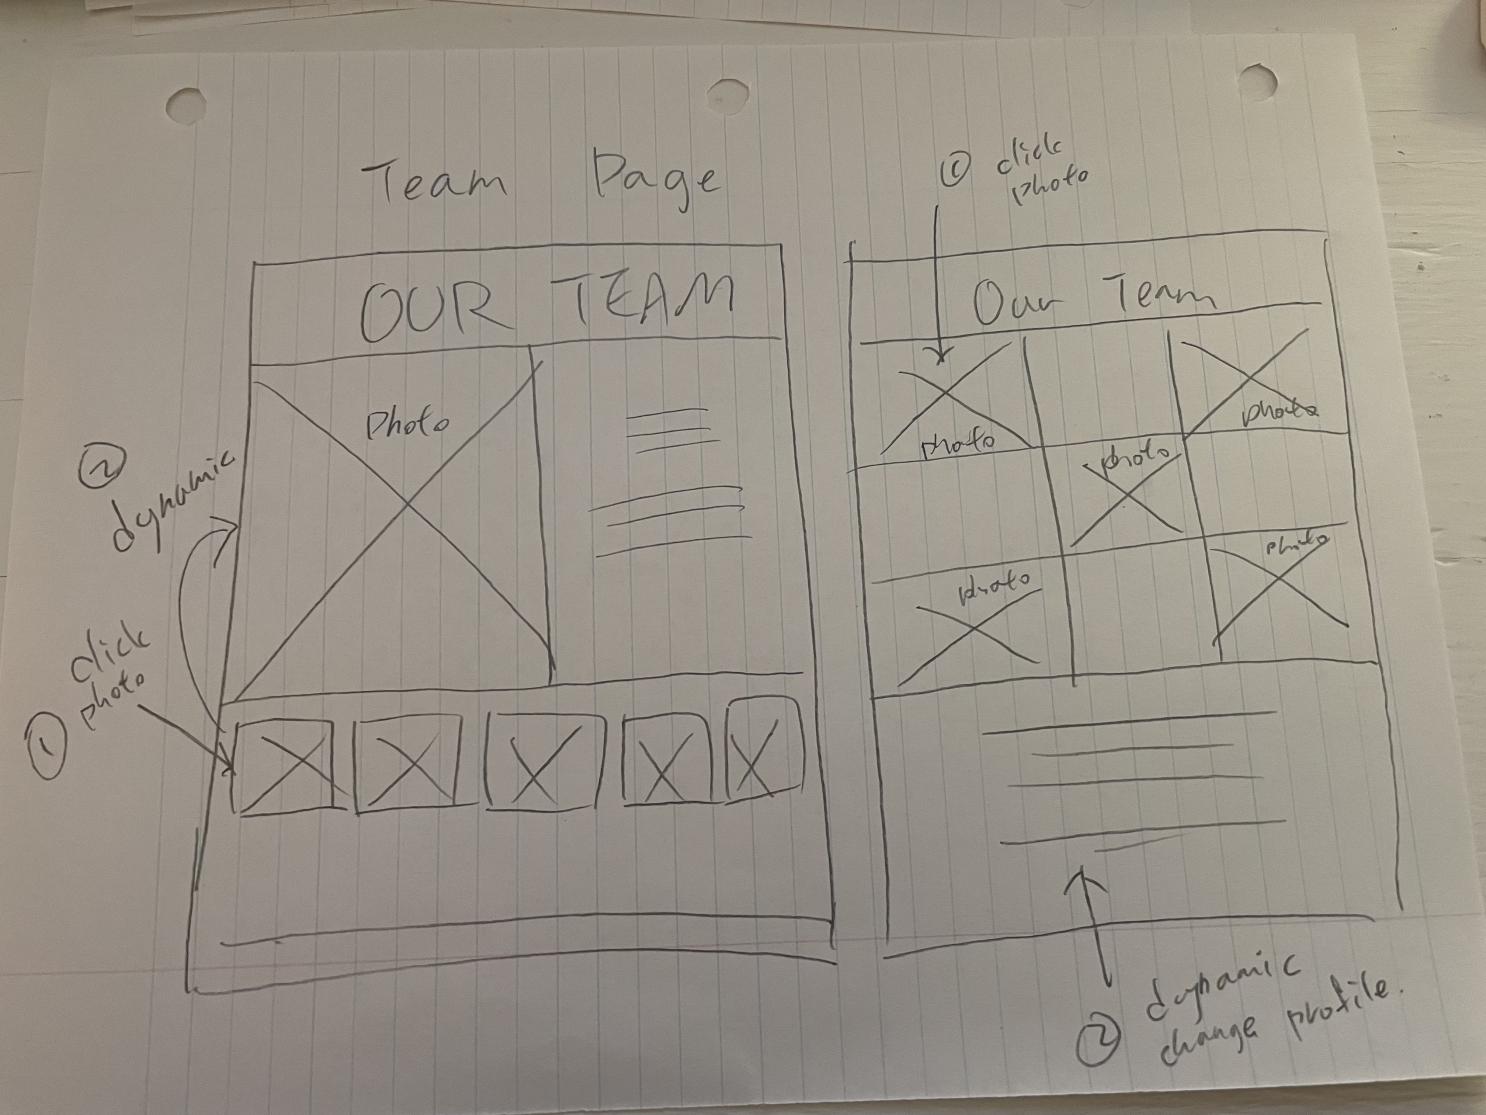 Team Page
OUR TEAM
Photo
② dynamic
① click
photo
① click
photo
Our Team
photo
photo
photo
photo
photo
② dynamic
change profile.